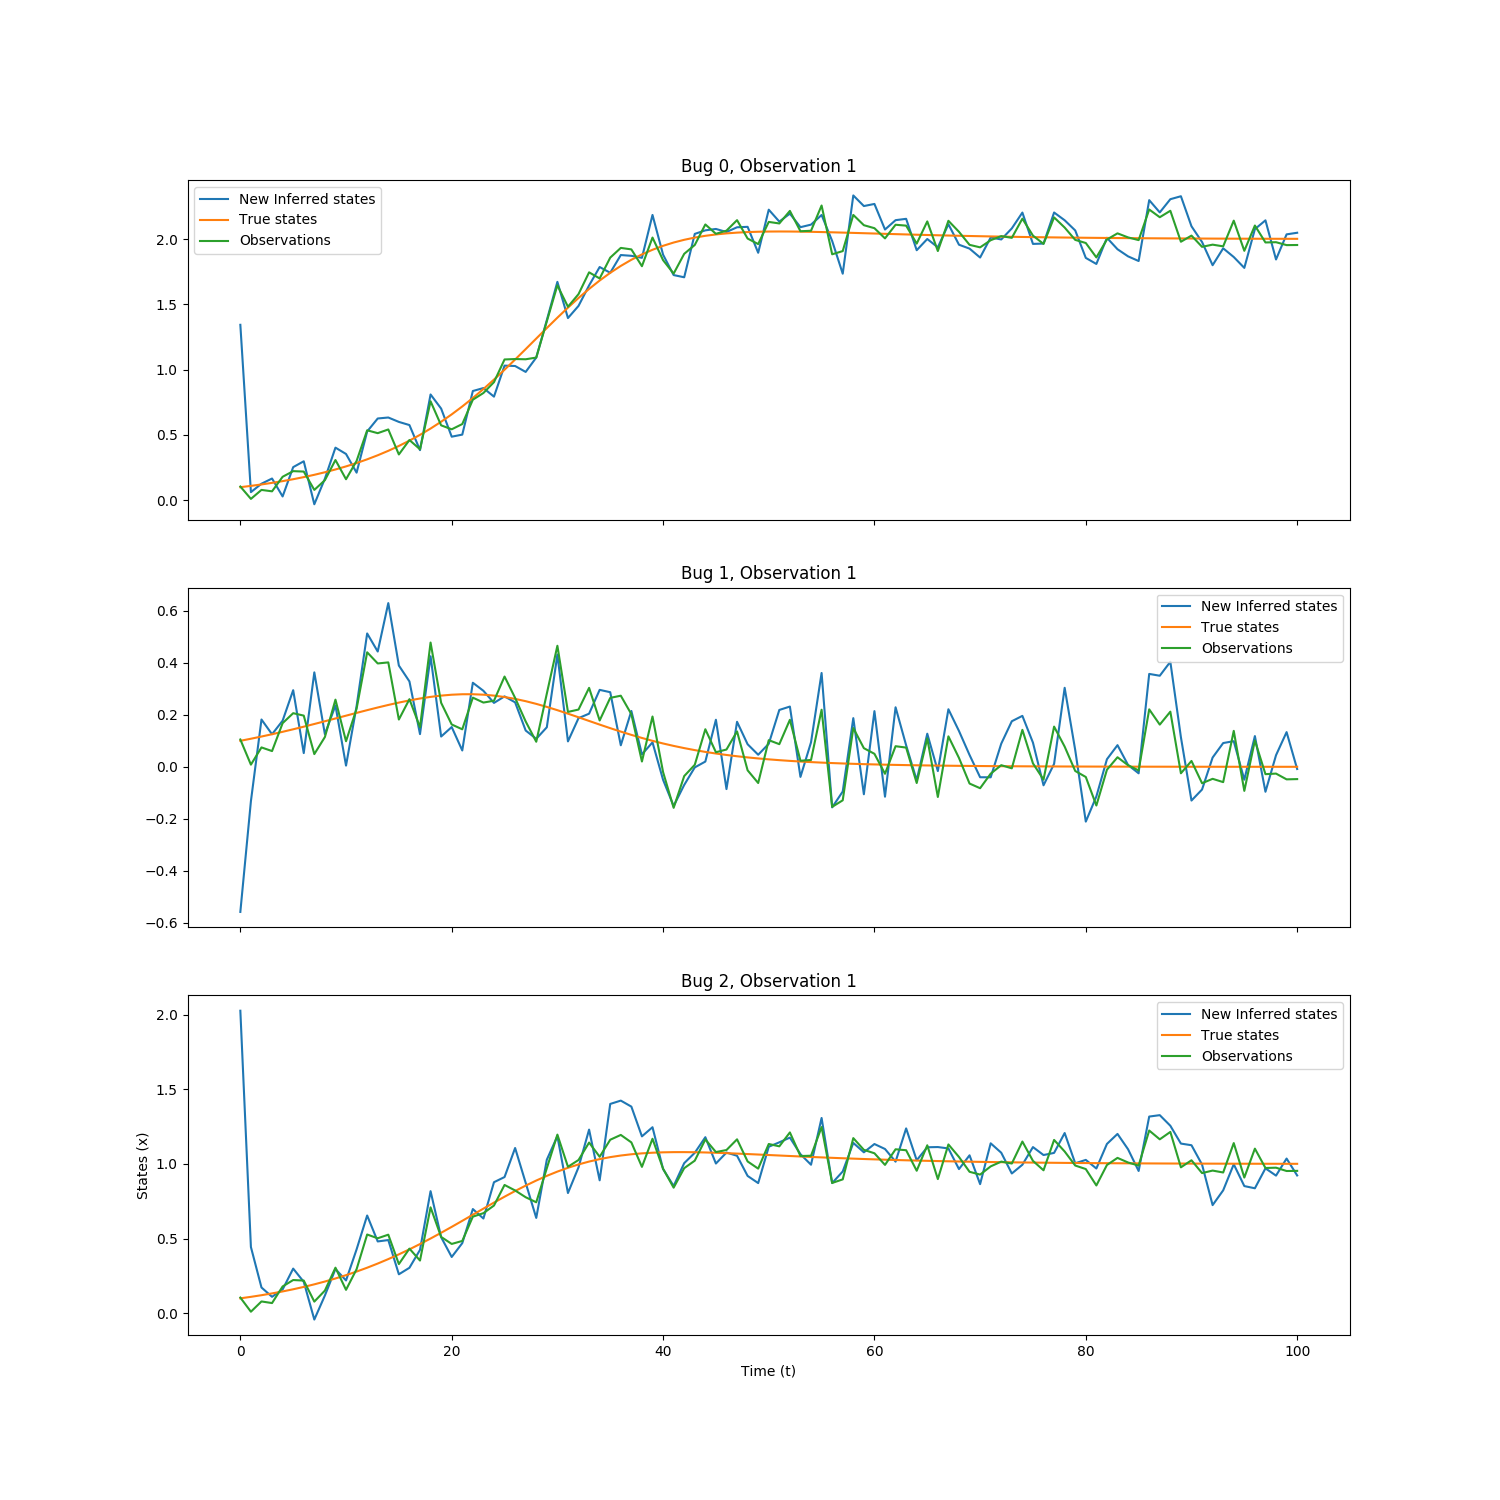 Bug 0, Observation 1
New Inferred states
True states
Observations
2.0
1.5
1.0
0.5
0.0
Bug 1, Observation 1
New Inferred states
True states
Observations
0.6
0.4
0.2
0.0
−0.2
−0.4
−0.6
Bug 2, Observation 1
New Inferred states
True states
Observations
2.0
1.5
1.0
0.5
0.0
States (x)
0 20 40 60 80 100
Time (t)